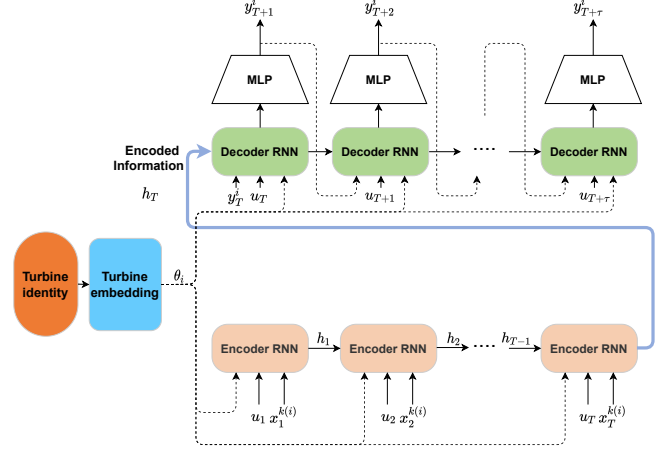 y^i_{T+1} y^i_{T+2} y^i_{T+τ}
MLP MLP MLP
Encoded
Information
Decoder RNN Decoder RNN .... Decoder RNN
h_T
y^i_T u_T u_{T+1} u_{T+τ}
Turbine
identity
Turbine
embedding
θ_i
Encoder RNN h_1 Encoder RNN h_2 .... h_{T−1} Encoder RNN
u_1 x_1^{k(i)} u_2 x_2^{k(i)} u_T x_T^{k(i)}